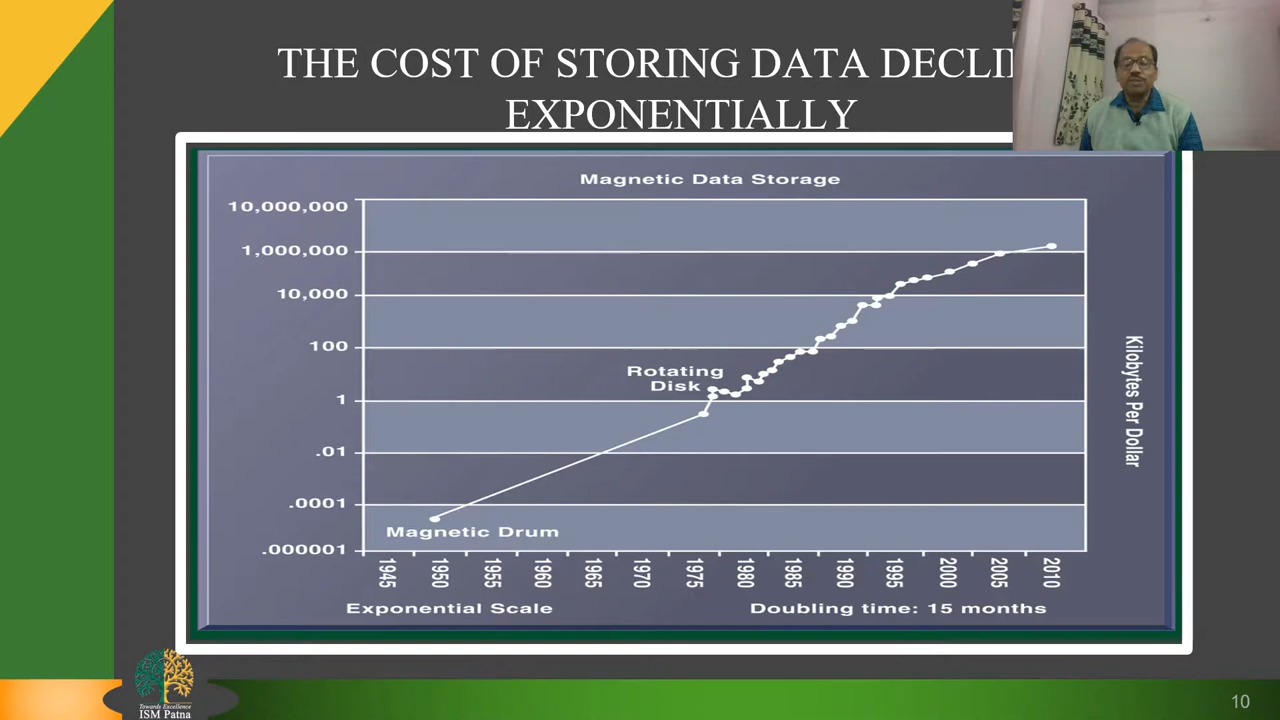 THE COST OF STORING DATA
EXPONENTIALLY
Magnetic Data Storage
10,000,000
1,000,000
10,000
100
1
.01
.0001
.000001
Rotating
Disk
Magnetic Drum
Kilobytes Per Dollar
1945
1950
1955
1960
1965
1970
1975
1980
1985
1990
1995
2000
2005
2010
Exponential Scale
Doubling time: 15 months
Towards Excellence
ISM Patna
10